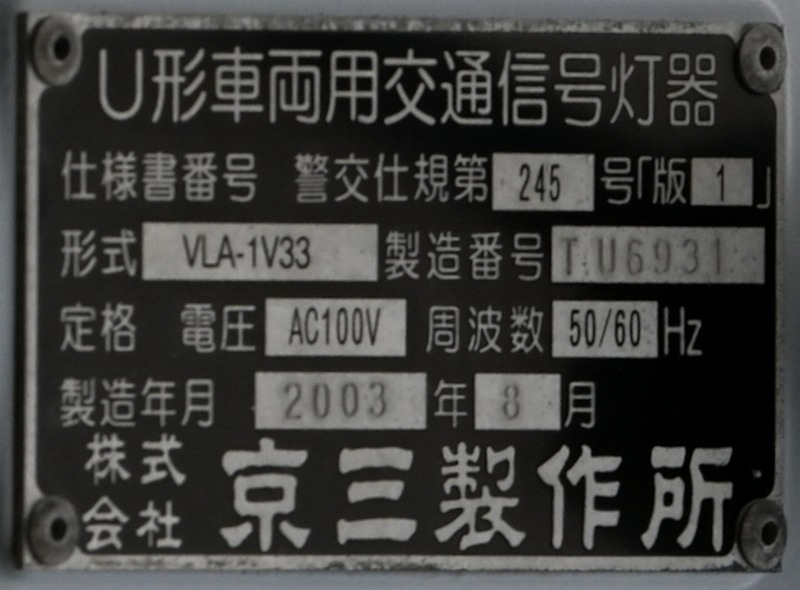 U形車両用交通信号灯器
仕様書番号 警交仕規第 245 号「版 1 」
形式 VLA-1V33 製造番号 T.U6931
定格 電圧 AC100V 周波数 50/60 Hz
製造年月 2003 年 8 月
株式会社 京三製作所